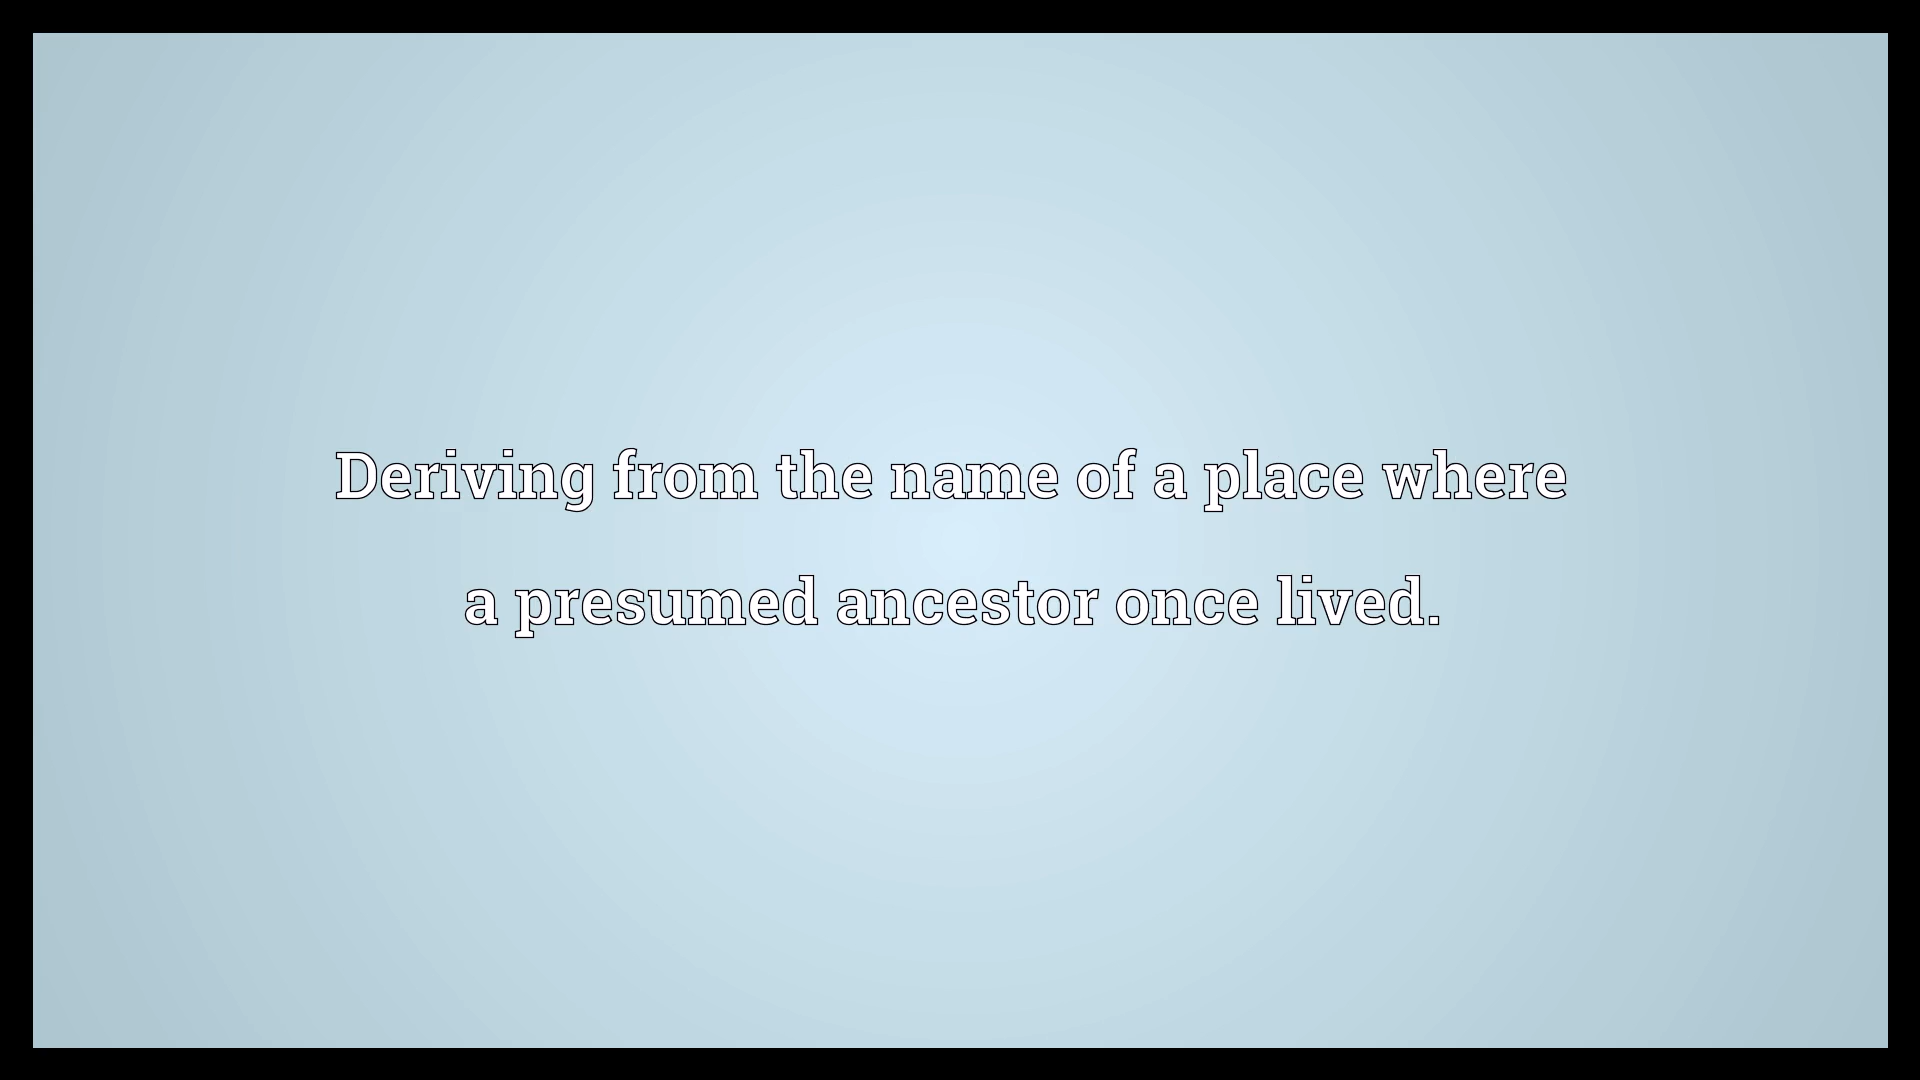 Deriving from the name of a place where
a presumed ancestor once lived.